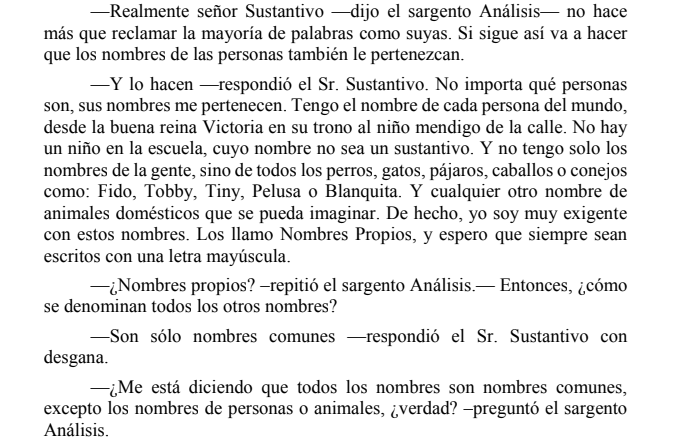 —Realmente señor Sustantivo —dijo el sargento Análisis— no hace
más que reclamar la mayoría de palabras como suyas. Si sigue así va a hacer
que los nombres de las personas también le pertenezcan.
—Y lo hacen —respondió el Sr. Sustantivo. No importa qué personas
son, sus nombres me pertenecen. Tengo el nombre de cada persona del mundo,
desde la buena reina Victoria en su trono al niño mendigo de la calle. No hay
un niño en la escuela, cuyo nombre no sea un sustantivo. Y no tengo solo los
nombres de la gente, sino de todos los perros, gatos, pájaros, caballos o conejos
como: Fido, Tobby, Tiny, Pelusa o Blanquita. Y cualquier otro nombre de
animales domésticos que se pueda imaginar. De hecho, yo soy muy exigente
con estos nombres. Los llamo Nombres Propios, y espero que siempre sean
escritos con una letra mayúscula.
—¿Nombres propios? –repitió el sargento Análisis.— Entonces, ¿cómo
se denominan todos los otros nombres?
—Son sólo nombres comunes —respondió el Sr. Sustantivo con
desgana.
—¿Me está diciendo que todos los nombres son nombres comunes,
excepto los nombres de personas o animales, ¿verdad? –preguntó el sargento
Análisis.